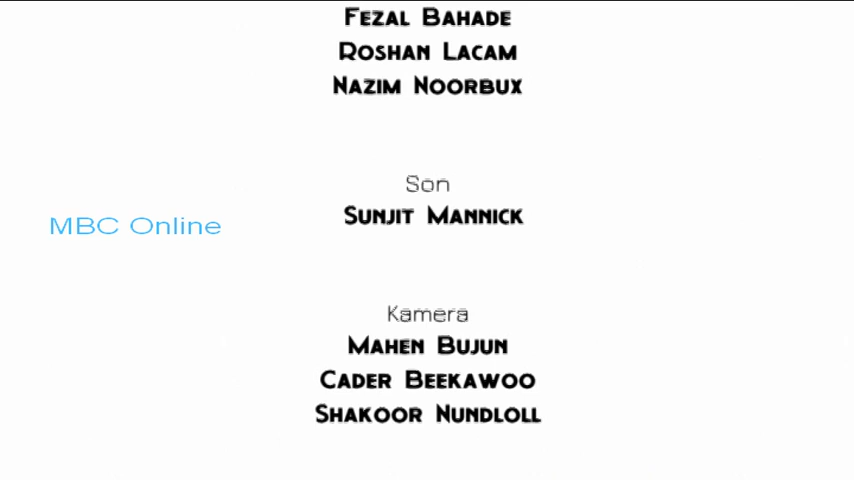 Fezal Bahade
Roshan Lacam
Nazim Noorbux
Son
Sunjit Mannick
MBC Online
Kamera
Mahen Bujun
Cader Beekawoo
Shakoor Nundloll